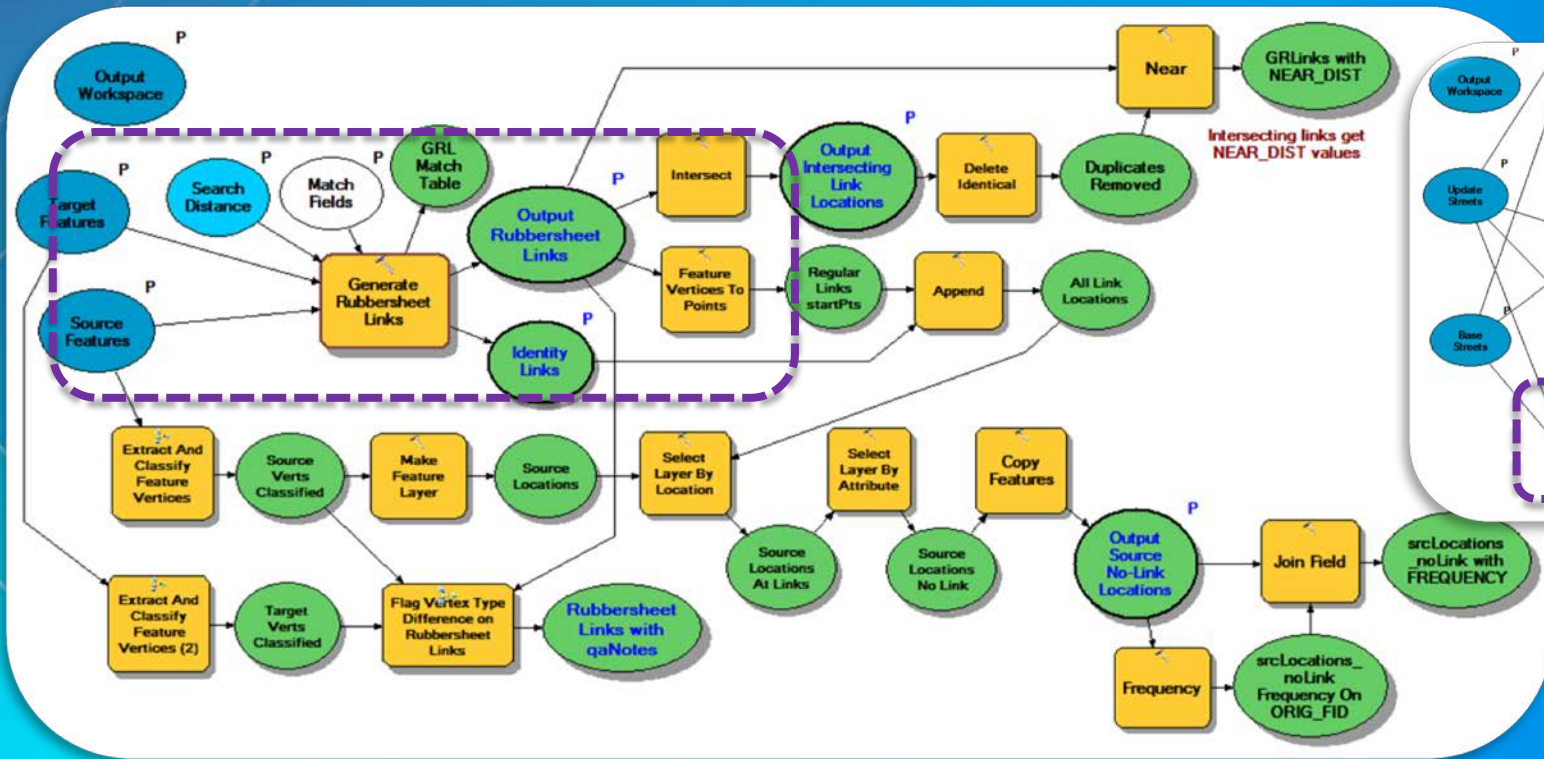 P
Output
Workspace
P
Target
Features
P
Search
Distance
P
Match
Fields
GRL
Match
Table
P
Source
Features
Generate
Rubbersheet
Links
P
Output
Rubbersheet
Links
P
Identity
Links
Intersect
P
Output
Intersecting
Link
Locations
Delete
Identical
Duplicates
Removed
Near
GRLinks with
NEAR_DIST
Intersecting links get
NEAR_DIST values
Feature
Vertices To
Points
Regular
Links
startPts
Append
All Link
Locations
Extract And
Classify
Feature
Vertices
Source
Verts
Classified
Make
Feature
Layer
Source
Locations
Select
Layer By
Location
Source
Locations
At Links
Select
Layer By
Attribute
Source
Locations
No Link
Copy
Features
P
Output
Source
No-Link
Locations
Join Field
srcLocations
_noLink with
FREQUENCY
Frequency
srcLocations_
noLink
Frequency On
ORIG_FID
Extract And
Classify
Feature
Vertices (2)
Target
Verts
Classified
Flag Vertex Type
Difference on
Rubbersheet
Links
Rubbersheet
Links with
qaNotes
P
Output
Workspace
P
Update
Streets
P
Base
Streets